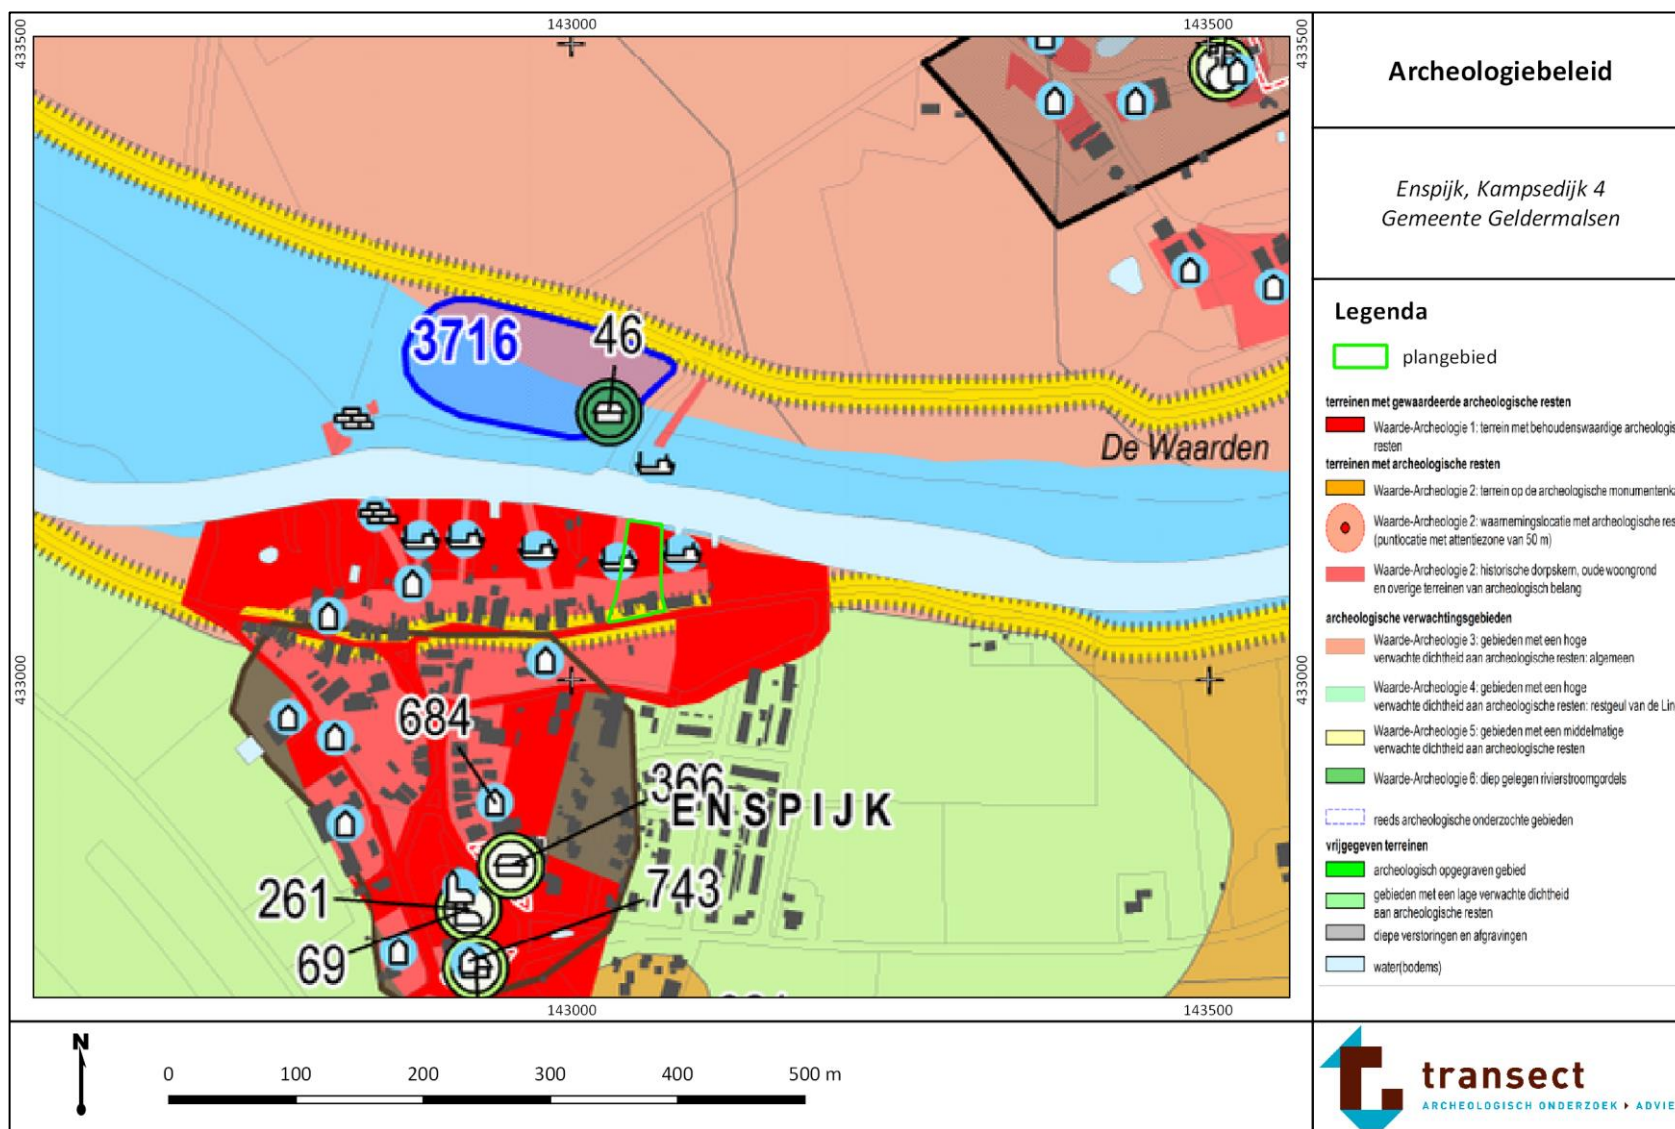 143000
143500
433500
433500
3716
46
De Waarden
433000
433000
684
366
ENSPIJK
261
743
69
143000
143500
N
0 100 200 300 400 500 m
Archeologiebeleid
Enspijk, Kampsedijk 4
Gemeente Geldermalsen
Legenda
plangebied
terreinen met gewaardeerde archeologische resten
Waarde-Archeologie 1: terrein met behoudenswaardige archeologis
resten
terreinen met archeologische resten
Waarde-Archeologie 2: terrein op de archeologische monumentenka
Waarde-Archeologie 2: waarnemingslocatie met archeologische res
(puntlocatie met attentiezone van 50 m)
Waarde-Archeologie 2: historische dorpskern, oude woongrond
en overige terreinen van archeologisch belang
archeologische verwachtingsgebieden
Waarde-Archeologie 3: gebieden met een hoge
verwachte dichtheid aan archeologische resten: algemeen
Waarde-Archeologie 4: gebieden met een hoge
verwachte dichtheid aan archeologische resten: restgeul van de Lin
Waarde-Archeologie 5: gebieden met een middelmatige
verwachte dichtheid aan archeologische resten
Waarde-Archeologie 6: diep gelegen rivierstroomgordels
reeds archeologische onderzochte gebieden
vrijgegeven terreinen
archeologisch opgegraven gebied
gebieden met een lage verwachte dichtheid
aan archeologische resten
diepe verstoringen en afgravingen
water(bodems)
transect
ARCHEOLOGISCH ONDERZOEK ADVIE